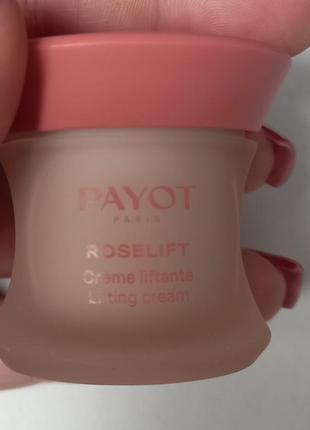 PAYOT
PARIS
ROSELIFT
Crème liftante
Lifting cream